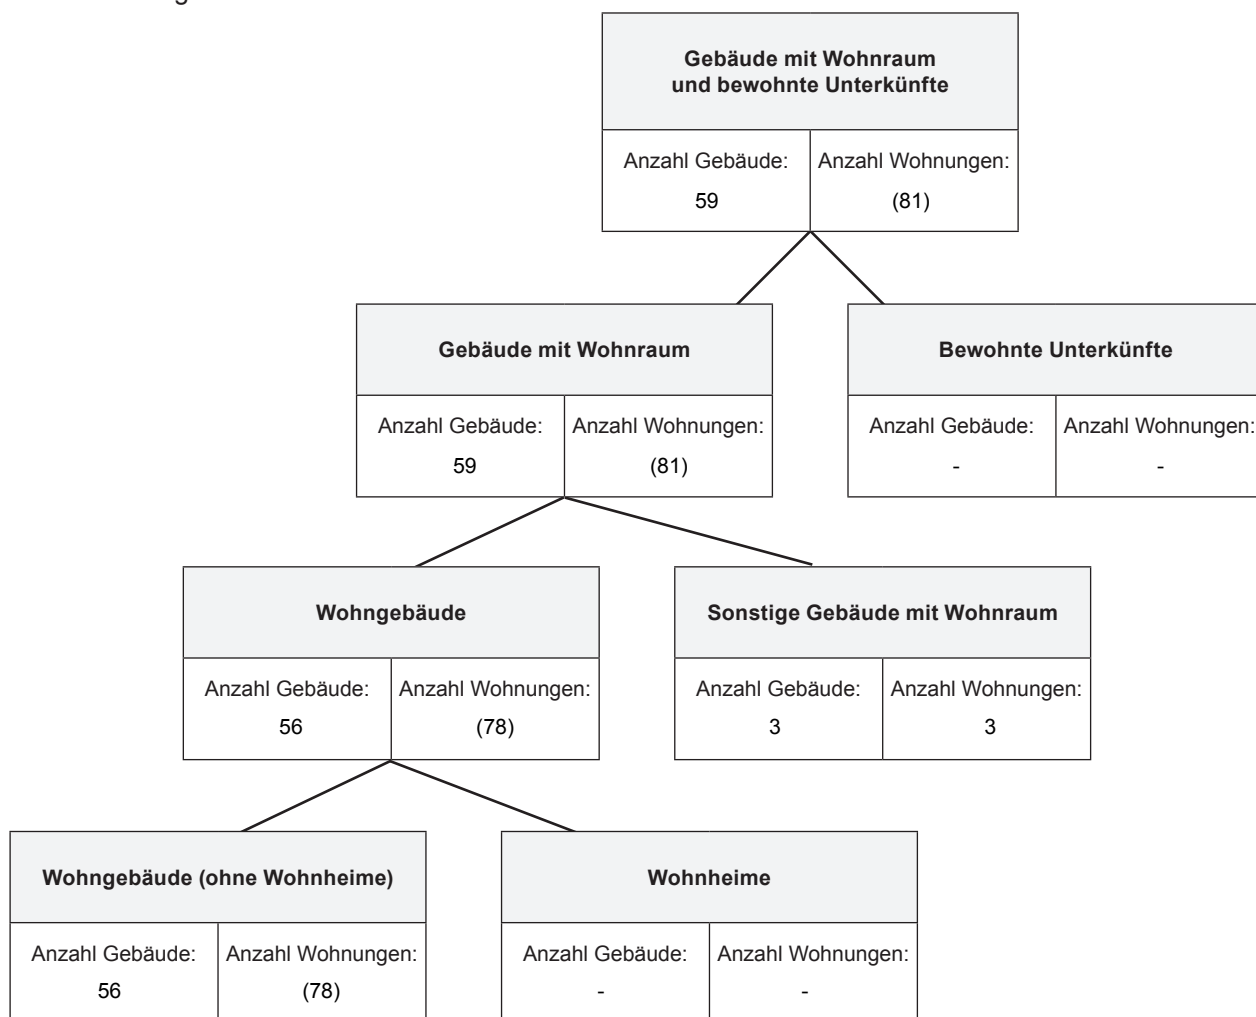 Gebäude mit Wohnraum
und bewohnte Unterkünfte
Anzahl Gebäude: Anzahl Wohnungen:
59 (81)
Gebäude mit Wohnraum
Anzahl Gebäude: Anzahl Wohnungen:
59 (81)
Bewohnte Unterkünfte
Anzahl Gebäude: Anzahl Wohnungen:
- -
Wohngebäude
Anzahl Gebäude: Anzahl Wohnungen:
56 (78)
Sonstige Gebäude mit Wohnraum
Anzahl Gebäude: Anzahl Wohnungen:
3 3
Wohngebäude (ohne Wohnheime)
Anzahl Gebäude: Anzahl Wohnungen:
56 (78)
Wohnheime
Anzahl Gebäude: Anzahl Wohnungen:
- -